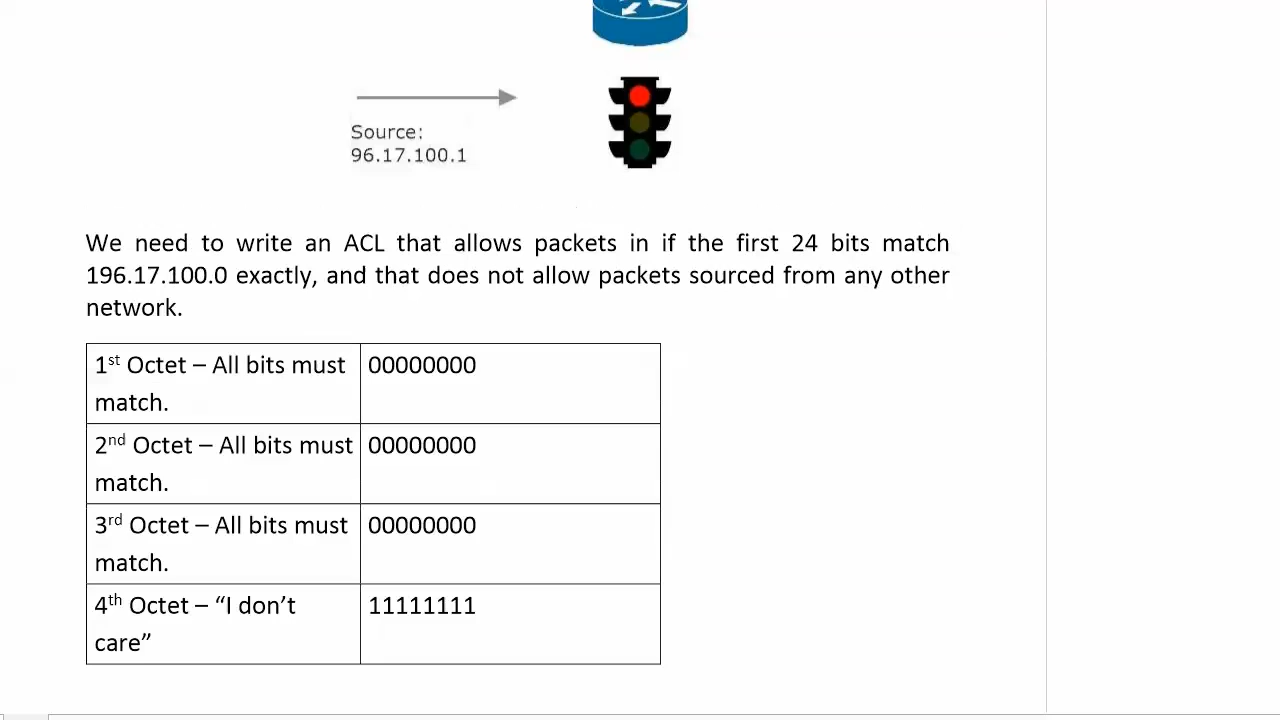 Source:
96.17.100.1
We need to write an ACL that allows packets in if the first 24 bits match
196.17.100.0 exactly, and that does not allow packets sourced from any other
network.
1st Octet – All bits must
match.
00000000
2nd Octet – All bits must
match.
00000000
3rd Octet – All bits must
match.
00000000
4th Octet – “I don’t
care”
11111111